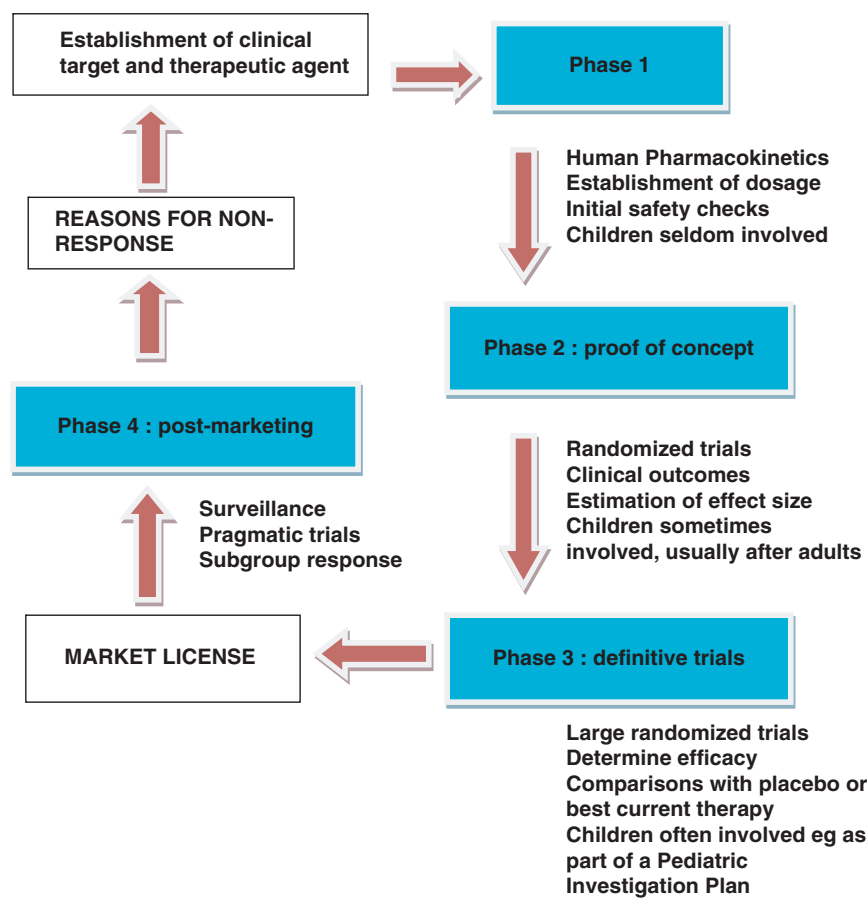 Establishment of clinical
target and therapeutic agent
Phase 1
Human Pharmacokinetics
Establishment of dosage
Initial safety checks
Children seldom involved
Phase 2 : proof of concept
Randomized trials
Clinical outcomes
Estimation of effect size
Children sometimes
involved, usually after adults
Phase 3 : definitive trials
Large randomized trials
Determine efficacy
Comparisons with placebo or
best current therapy
Children often involved eg as
part of a Pediatric
Investigation Plan
MARKET LICENSE
Surveillance
Pragmatic trials
Subgroup response
Phase 4 : post-marketing
REASONS FOR NON-
RESPONSE